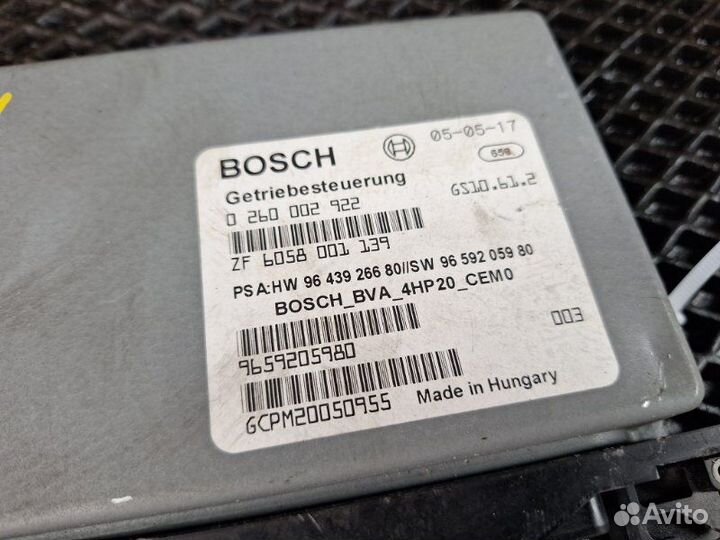 BOSCH
05-05-17
658
Getriebesteuerung
GS10.61.2
0 260 002 922
ZF 6058 001 139
PSA:HW 96 439 266 80//SW 96 592 059 80
BOSCH_BVA_4HP20_CEM0
003
9659205980
GCPM20050955
Made in Hungary
Avito